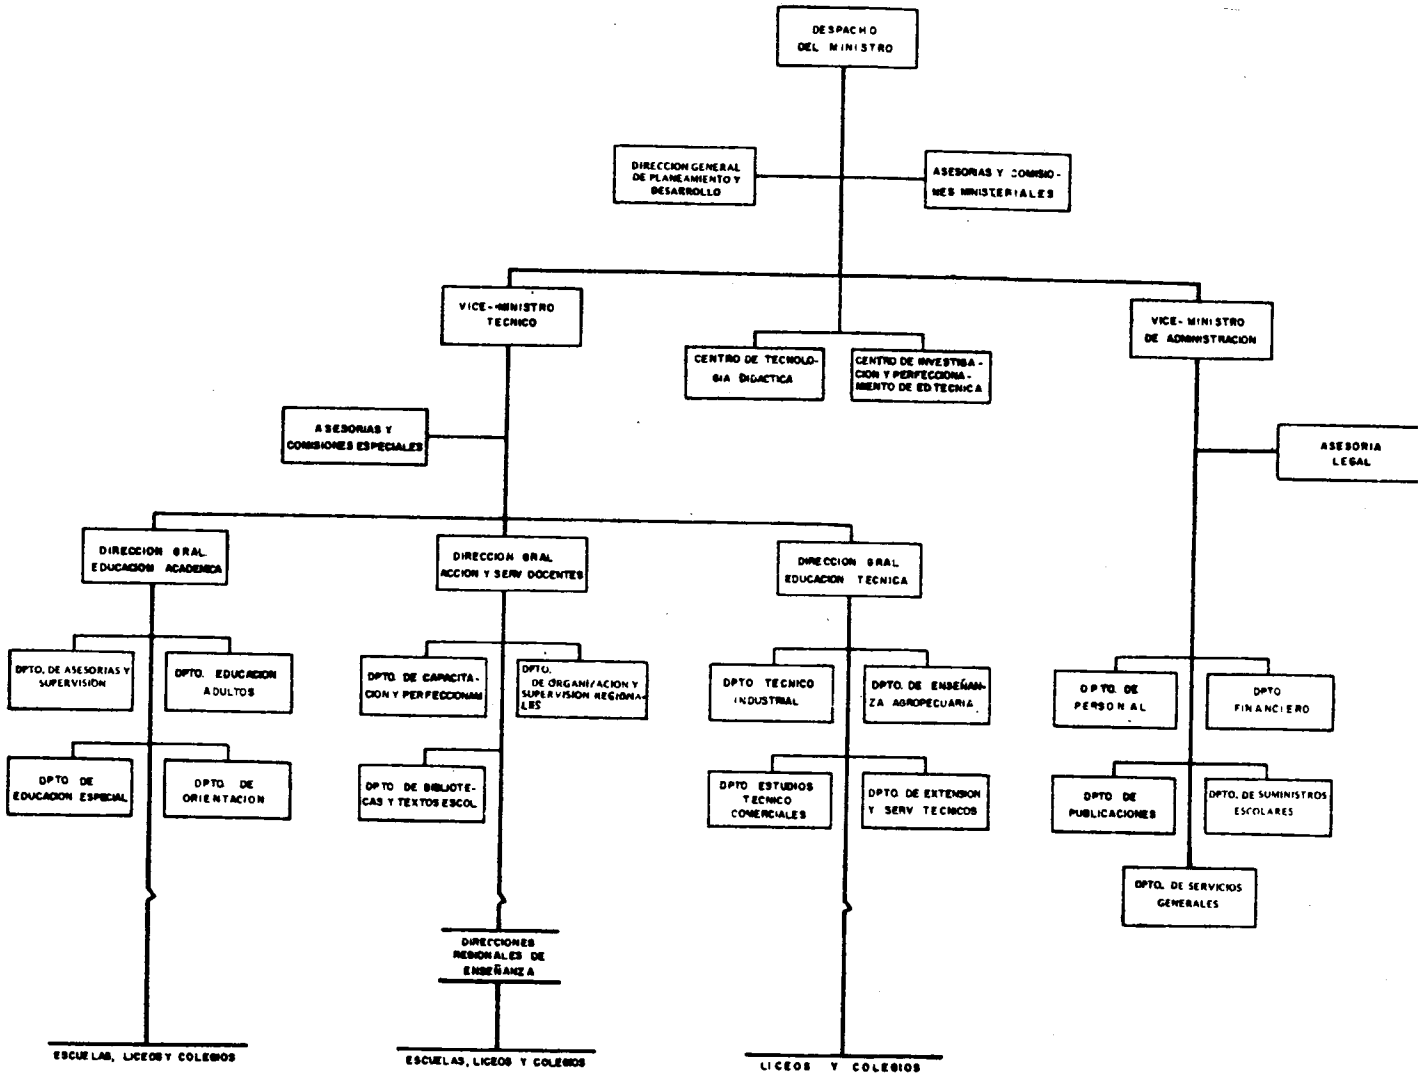 DESPACHO
DEL MINISTRO
DIRECCION GENERAL
DE PLANEAMIENTO Y
DESARROLLO
ASESORIAS Y COMISIO-
NES MINISTERIALES
VICE-MINISTRO
TECNICO
CENTRO DE TECNOLO-
GIA DIDACTICA
CENTRO DE INVESTIGA-
CION Y PERFECCIONA-
MIENTO DE ED TECNICA
VICE-MINISTRO
DE ADMINISTRACION
ASESORIAS Y
COMISIONES ESPECIALES
ASESORIA
LEGAL
DIRECCION GRAL.
EDUCACION ACADEMICA
DIRECCION GRAL
ACCION Y SERV DOCENTES
DIRECCION GRAL
EDUCACION TECNICA
DPTO. DE ASESORIAS Y
SUPERVISIÓN
DPTO. EDUCACION
ADULTOS
DPTO. DE CAPACITA-
CION Y PERFECCIONAM
DPTO.
DE ORGANIZACION Y
SUPERVISION REGIONA-
LES
DPTO TECNICO
INDUSTRIAL
DPTO. DE ENSEÑAN-
ZA AGROPECUARIA
DPTO. DE
PERSONAL
DPTO
FINANCIERO
DPTO DE
EDUCACION ESPECIAL
DPTO. DE
ORIENTACION
DPTO DE BIBLIOTE-
CAS Y TEXTOS ESCOL
DPTO ESTUDIOS
TECNICO
COMERCIALES
DPTO. DE EXTENSION
Y SERV TECNICOS
DPTO DE
PUBLICACIONES
DPTO. DE SUMINISTROS
ESCOLARES
DPTO. DE SERVICIOS
GENERALES
DIRECCIONES
REGIONALES DE
ENSEÑANZA
ESCUELAS, LICEOS Y COLEGIOS
ESCUELAS, LICEOS Y COLEGIOS
LICEOS Y COLEGIOS